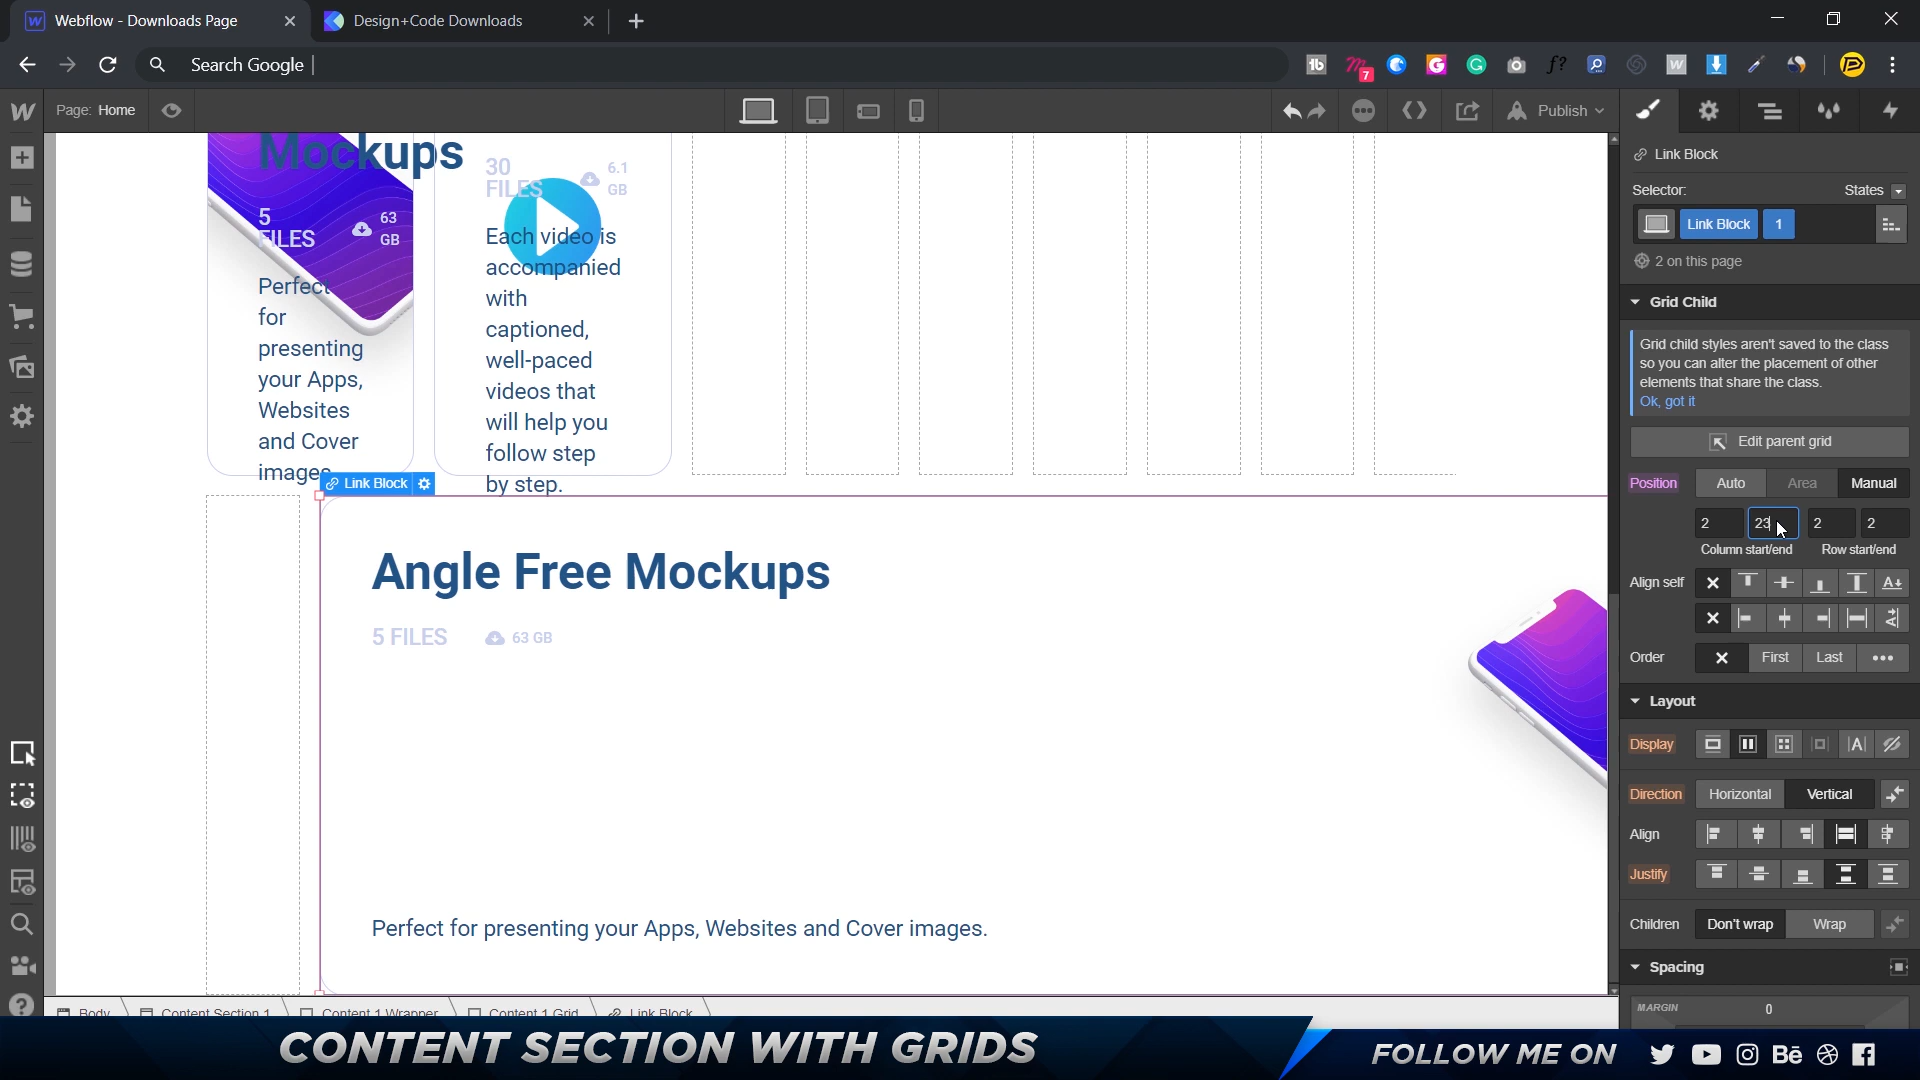 Webflow - Downloads Page
Design+Code Downloads
Search Google
7
Page: Home
Publish
Mockups
5
FILES
63
GB
Perfect
for
presenting
your Apps,
Websites
and Cover
images.
30
FILES
6.1
GB
Each video is
accompanied
with
captioned,
well-paced
videos that
will help you
follow step
by step.
Link Block
Angle Free Mockups
5 FILES
63 GB
Perfect for presenting your Apps, Websites and Cover images.
Link Block
Selector:
States
Link Block
1
2 on this page
Grid Child
Grid child styles aren't saved to the class
so you can alter the placement of other
elements that share the class.
Ok, got it
Edit parent grid
Position
Auto
Area
Manual
2
23
2
2
Column start/end
Row start/end
Align self
Order
First
Last
Layout
Display
Direction
Horizontal
Vertical
Align
Justify
Children
Don't wrap
Wrap
Spacing
MARGIN
0
Body
Content Section 1
Content 1 Wrapper
Content 1 Grid
Link Block
CONTENT SECTION WITH GRIDS
FOLLOW ME ON